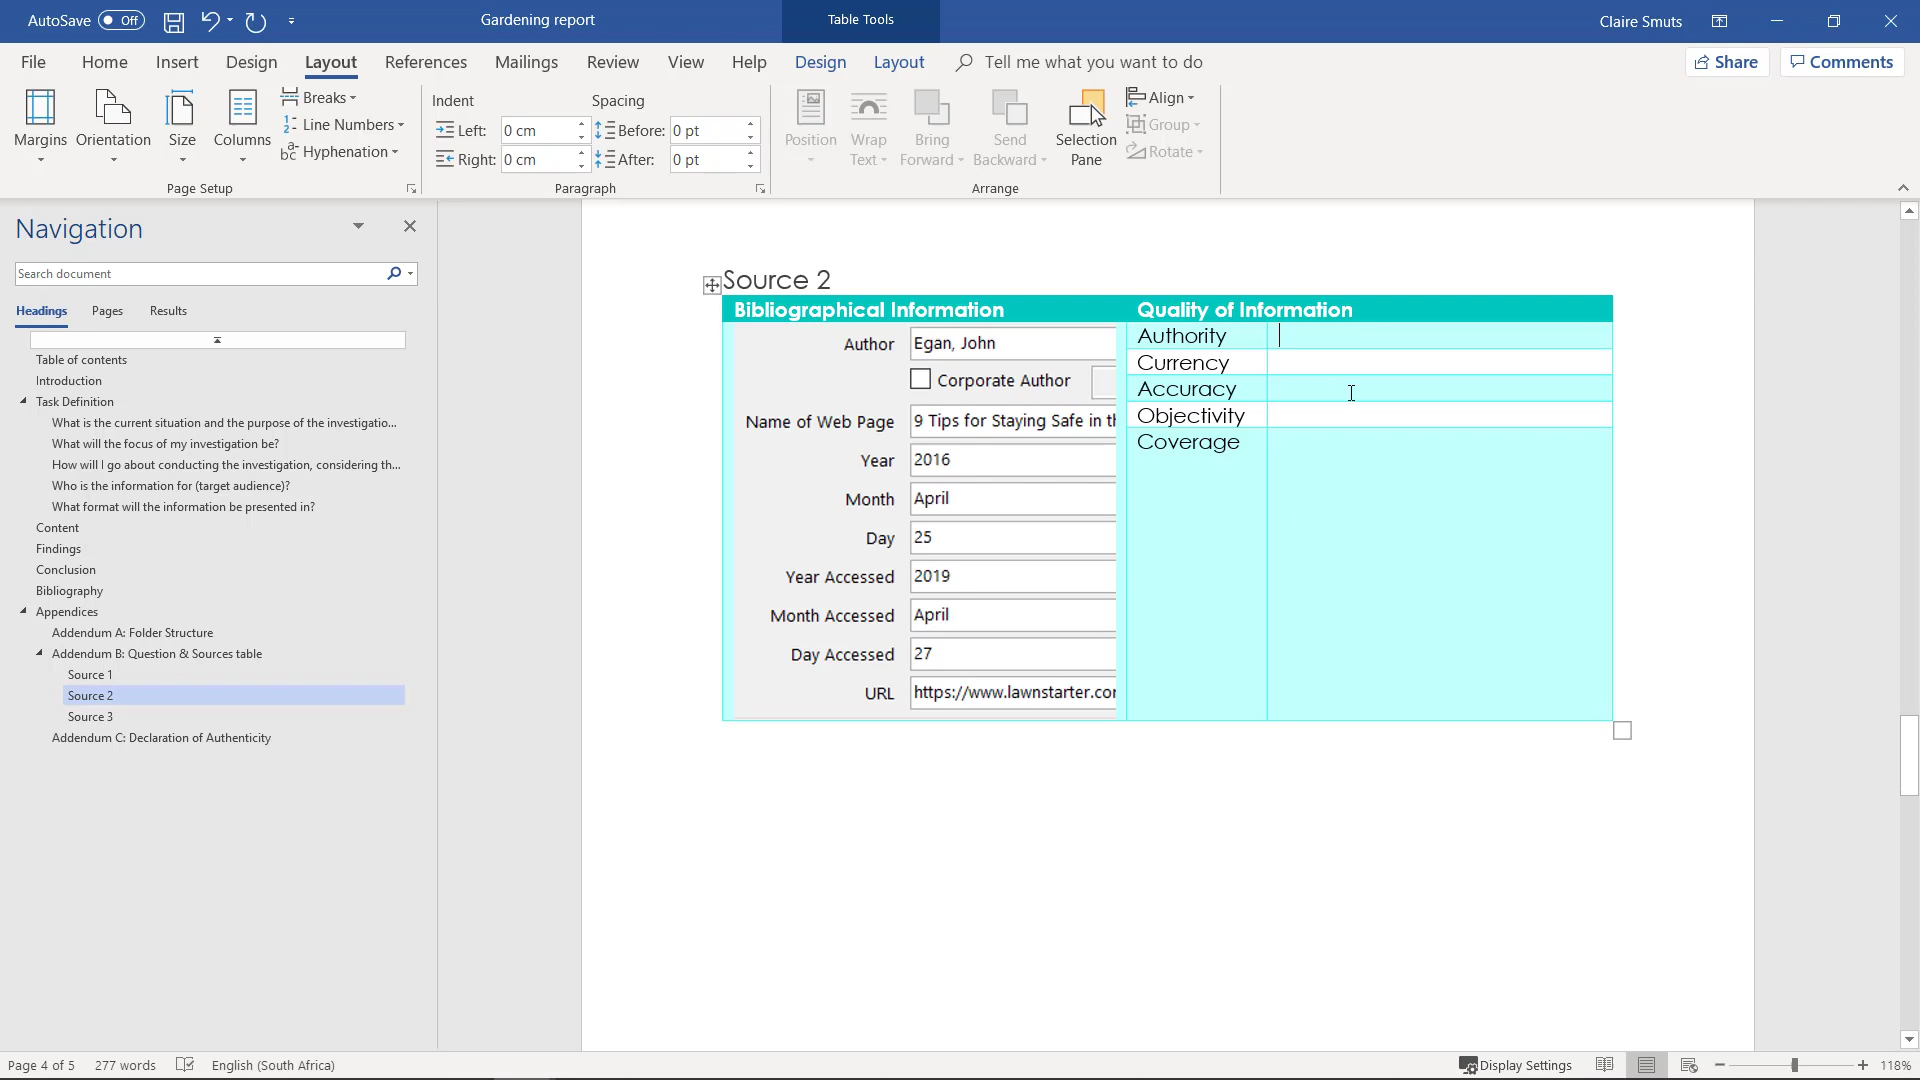 AutoSave Off
Gardening report
Table Tools
Claire Smuts
File Home Insert Design Layout References Mailings Review View Help Design Layout Tell me what you want to do Share Comments
Margins
Orientation
Size
Columns
Breaks
Line Numbers
Hyphenation
Page Setup
Indent
Left: 0 cm
Right: 0 cm
Spacing
Before: 0 pt
After: 0 pt
Paragraph
Position
Wrap
Text
Bring
Forward
Send
Backward
Selection
Pane
Align
Group
Rotate
Arrange
Navigation
Search document
Headings Pages Results
Table of contents
Introduction
Task Definition
What is the current situation and the purpose of the investigatio...
What will the focus of my investigation be?
How will I go about conducting the investigation, considering th...
Who is the information for (target audience)?
What format will the information be presented in?
Content
Findings
Conclusion
Bibliography
Appendices
Addendum A: Folder Structure
Addendum B: Question & Sources table
Source 1
Source 2
Source 3
Addendum C: Declaration of Authenticity
Source 2
Bibliographical Information
Author Egan, John
Corporate Author
Name of Web Page 9 Tips for Staying Safe in th
Year 2016
Month April
Day 25
Year Accessed 2019
Month Accessed April
Day Accessed 27
URL https://www.lawnstarter.cor
Quality of Information
Authority
Currency
Accuracy
Objectivity
Coverage
Page 4 of 5 277 words English (South Africa) Display Settings 118%